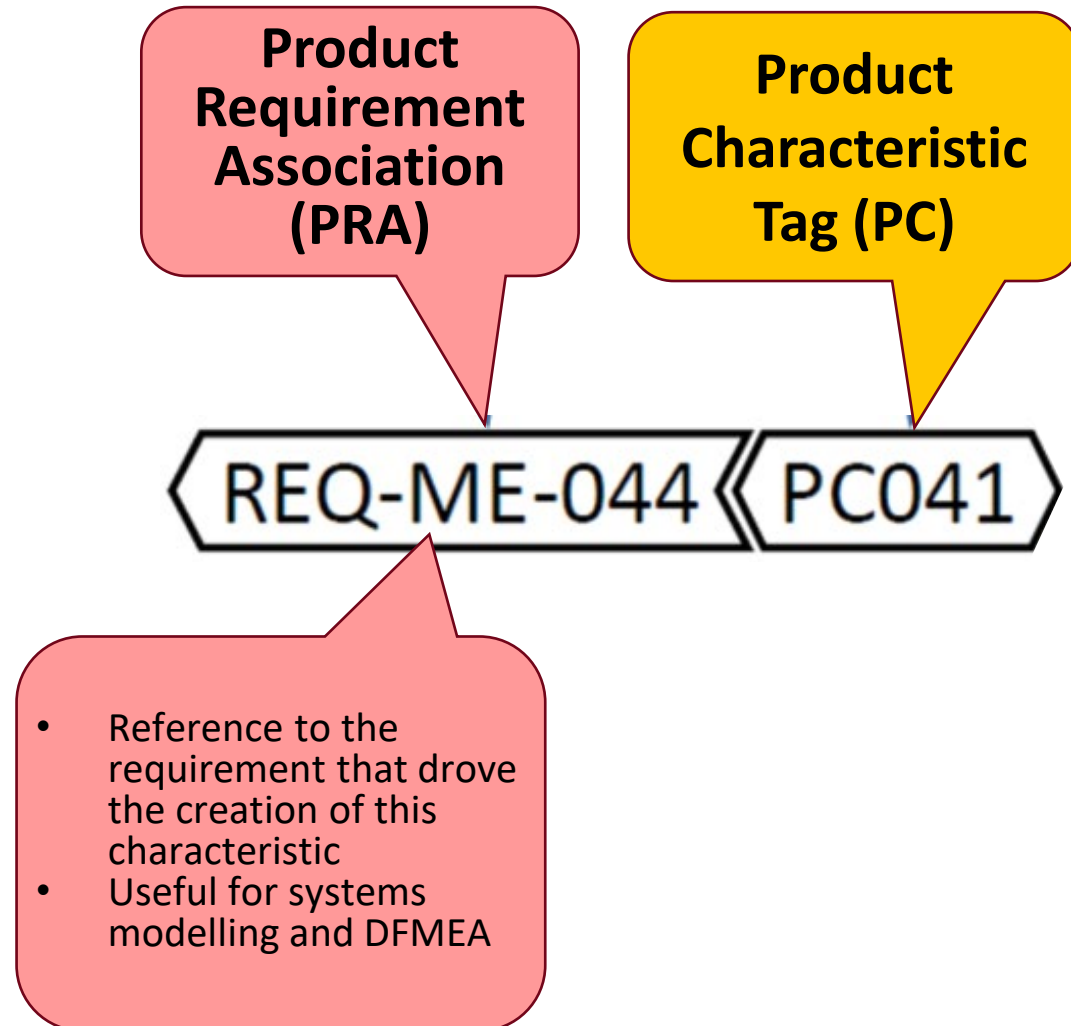 Product
Requirement
Association
(PRA)
Product
Characteristic
Tag (PC)
REQ-ME-044
PC041
• Reference to the
requirement that drove
the creation of this
characteristic
• Useful for systems
modelling and DFMEA